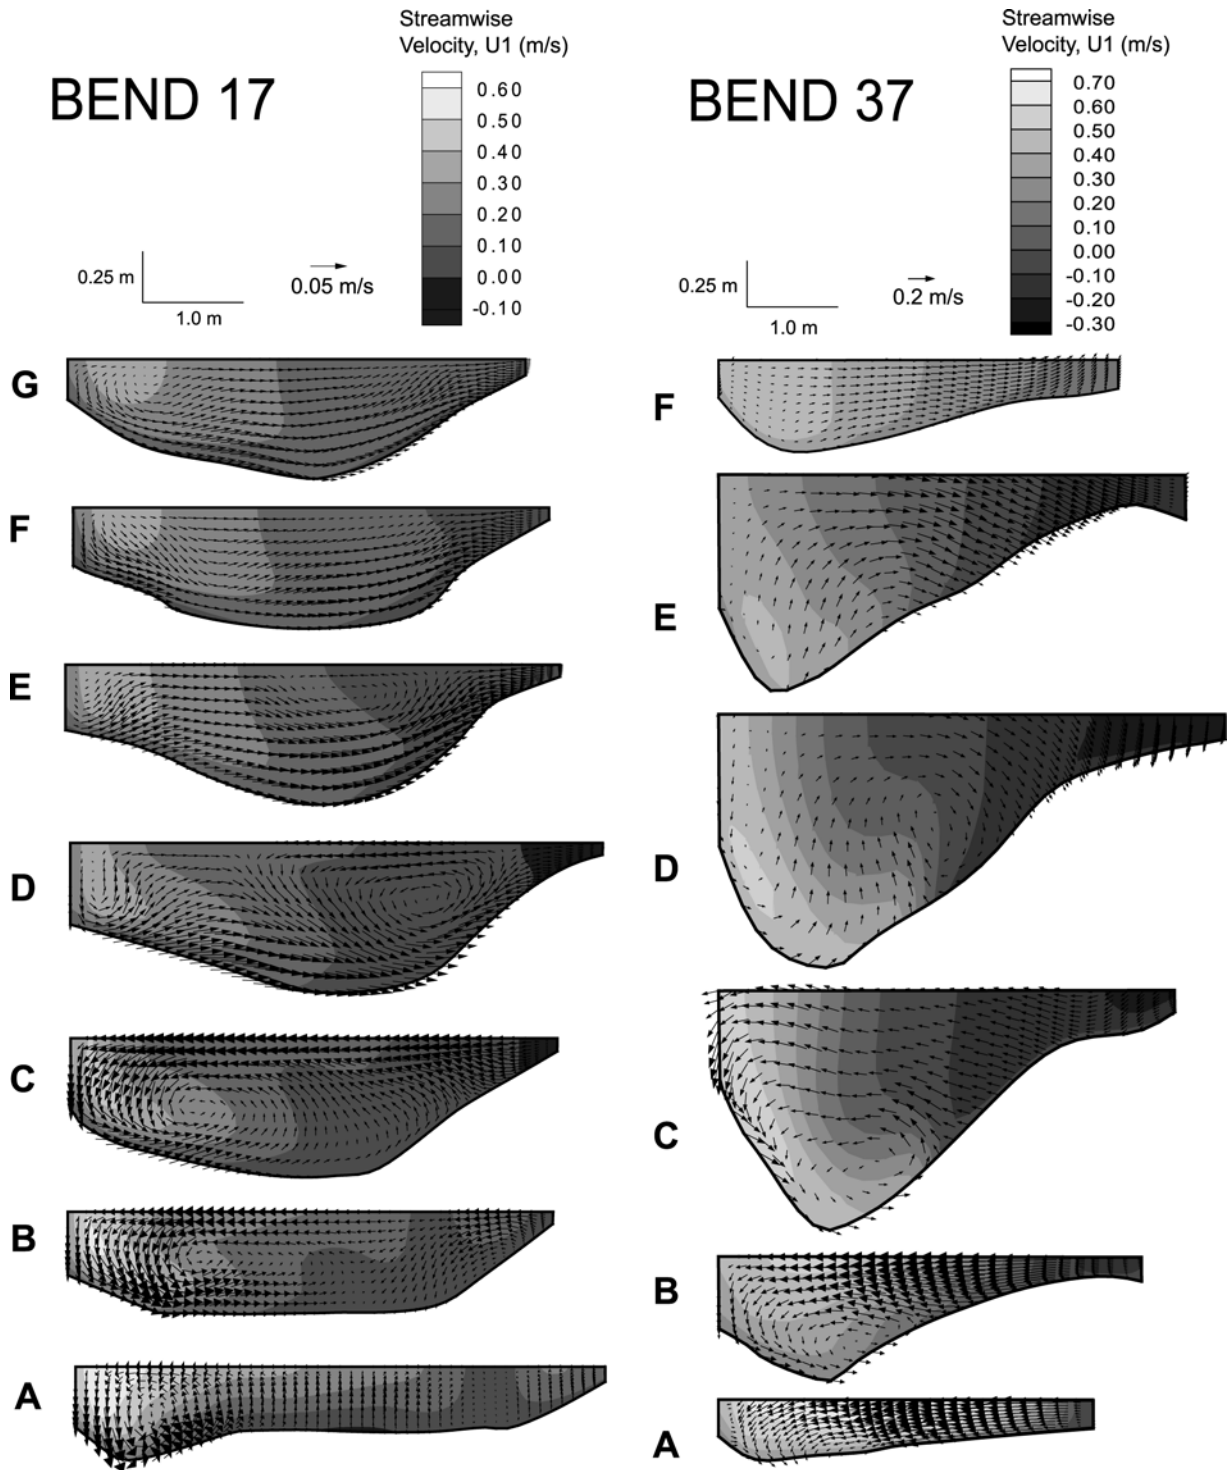 Streamwise
Velocity, U1 (m/s)
BEND 17
0.60
0.50
0.40
0.30
0.20
0.10
0.00
-0.10
0.25 m
1.0 m
0.05 m/s
G
F
E
D
C
B
A
Streamwise
Velocity, U1 (m/s)
BEND 37
0.70
0.60
0.50
0.40
0.30
0.20
0.10
0.00
-0.10
-0.20
-0.30
0.25 m
1.0 m
0.2 m/s
F
E
D
C
B
A